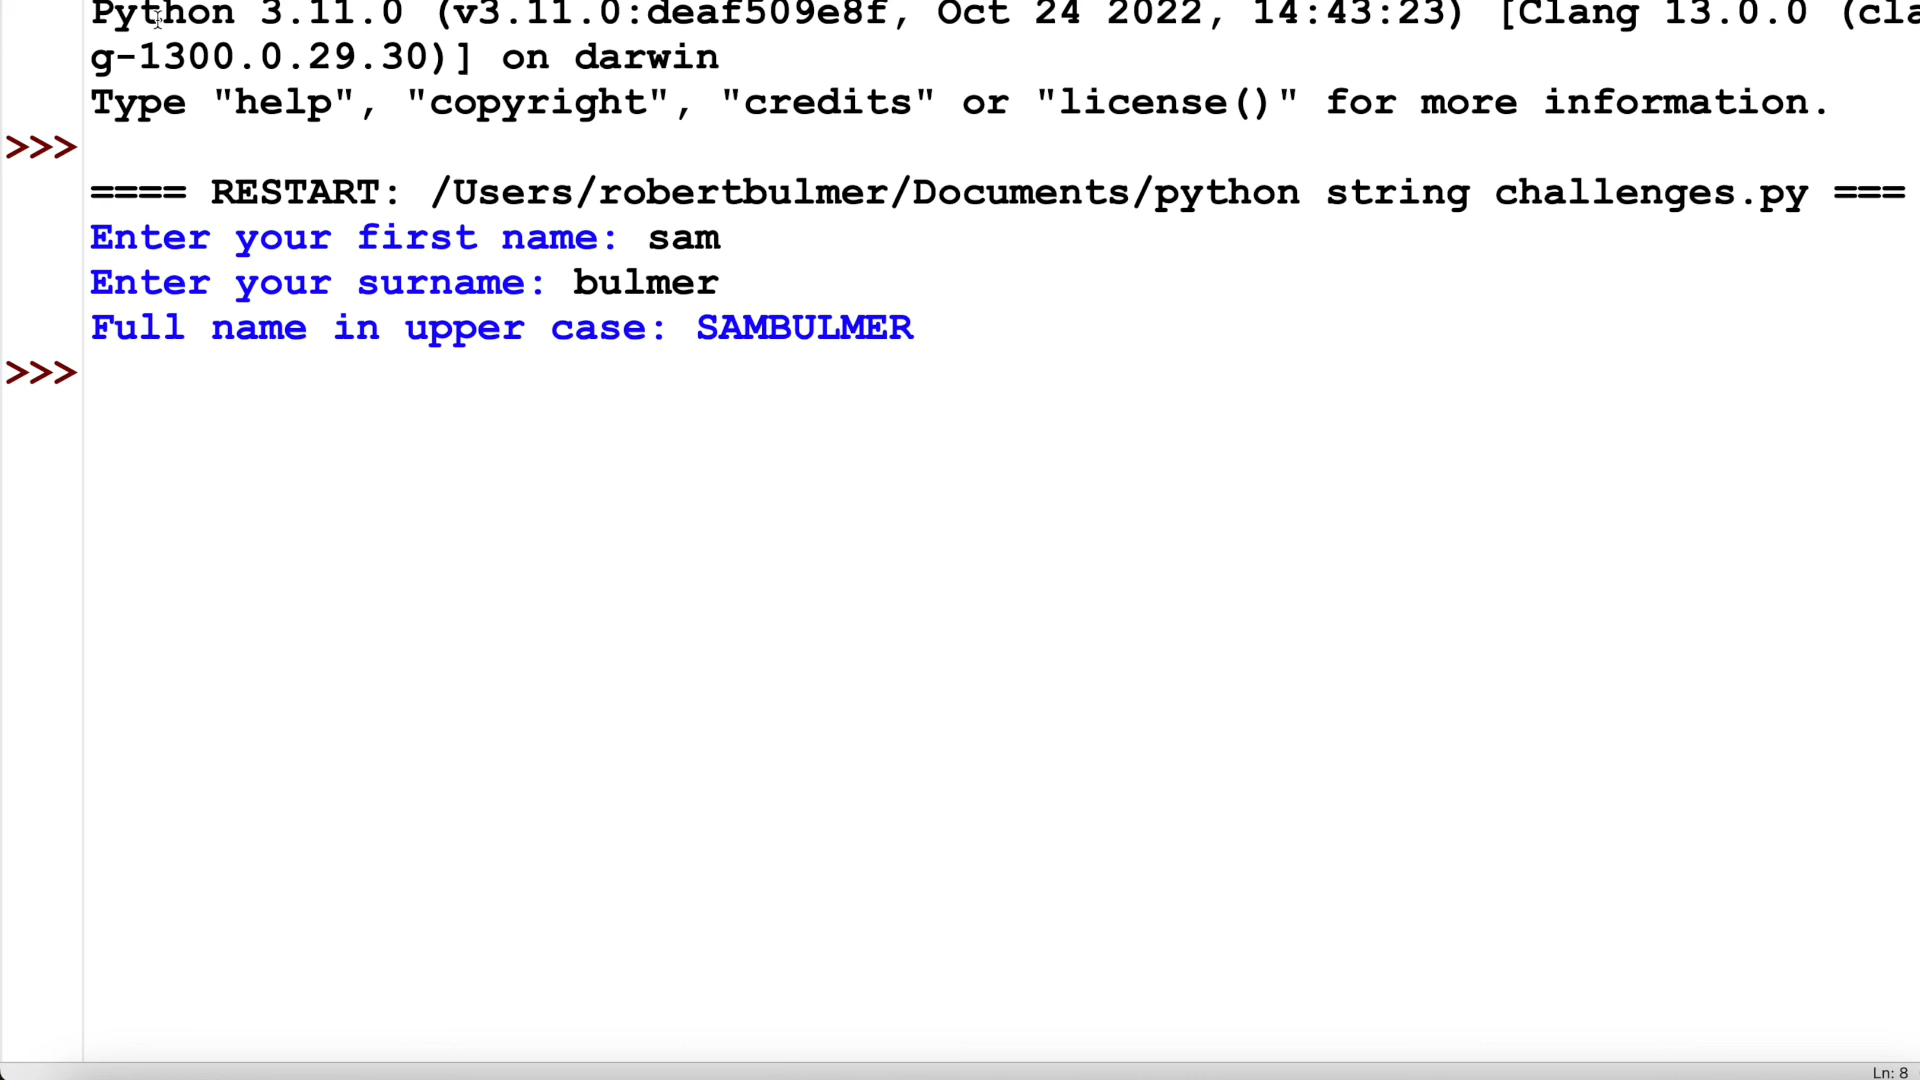 Python 3.11.0 (v3.11.0:deaf509e8f, Oct 24 2022, 14:43:23) [Clang 13.0.0 (cla
g-1300.0.29.30)] on darwin
Type "help", "copyright", "credits" or "license()" for more information.
>>>
==== RESTART: /Users/robertbulmer/Documents/python string challenges.py ===
Enter your first name: sam
Enter your surname: bulmer
Full name in upper case: SAMBULMER
>>>
Ln: 8